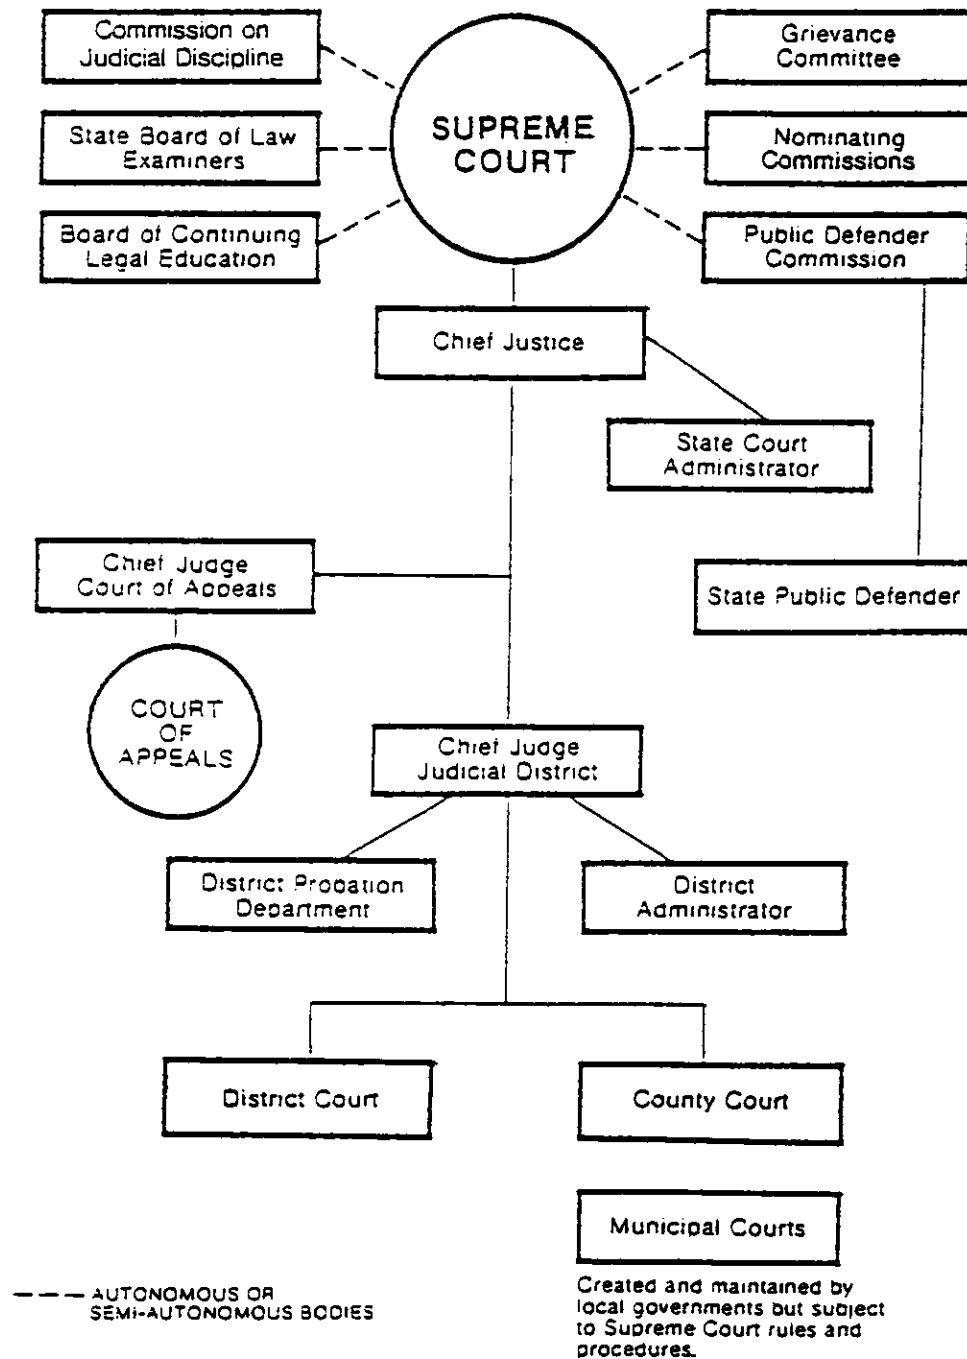 Commission on
Judicial Discipline
State Board of Law
Examiners
Board of Continuing
Legal Education
SUPREME
COURT
Grievance
Committee
Nominating
Commissions
Public Defender
Commission
Chief Justice
State Court
Administrator
Chief Judge
Court of Appeals
State Public Defender
COURT
OF
APPEALS
Chief Judge
Judicial District
District Probation
Department
District
Administrator
District Court
County Court
Municipal Courts
Created and maintained by
local governments but subject
to Supreme Court rules and
procedures.
--- AUTONOMOUS OR
SEMI-AUTONOMOUS BODIES